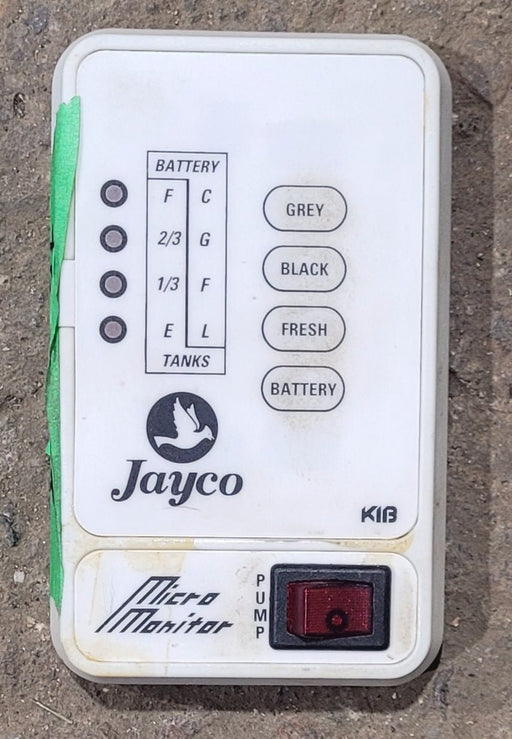 BATTERY
F C
2/3 G
1/3 F
E L
TANKS
GREY
BLACK
FRESH
BATTERY
Jayco
KIB
Micro
Monitor
PUMP